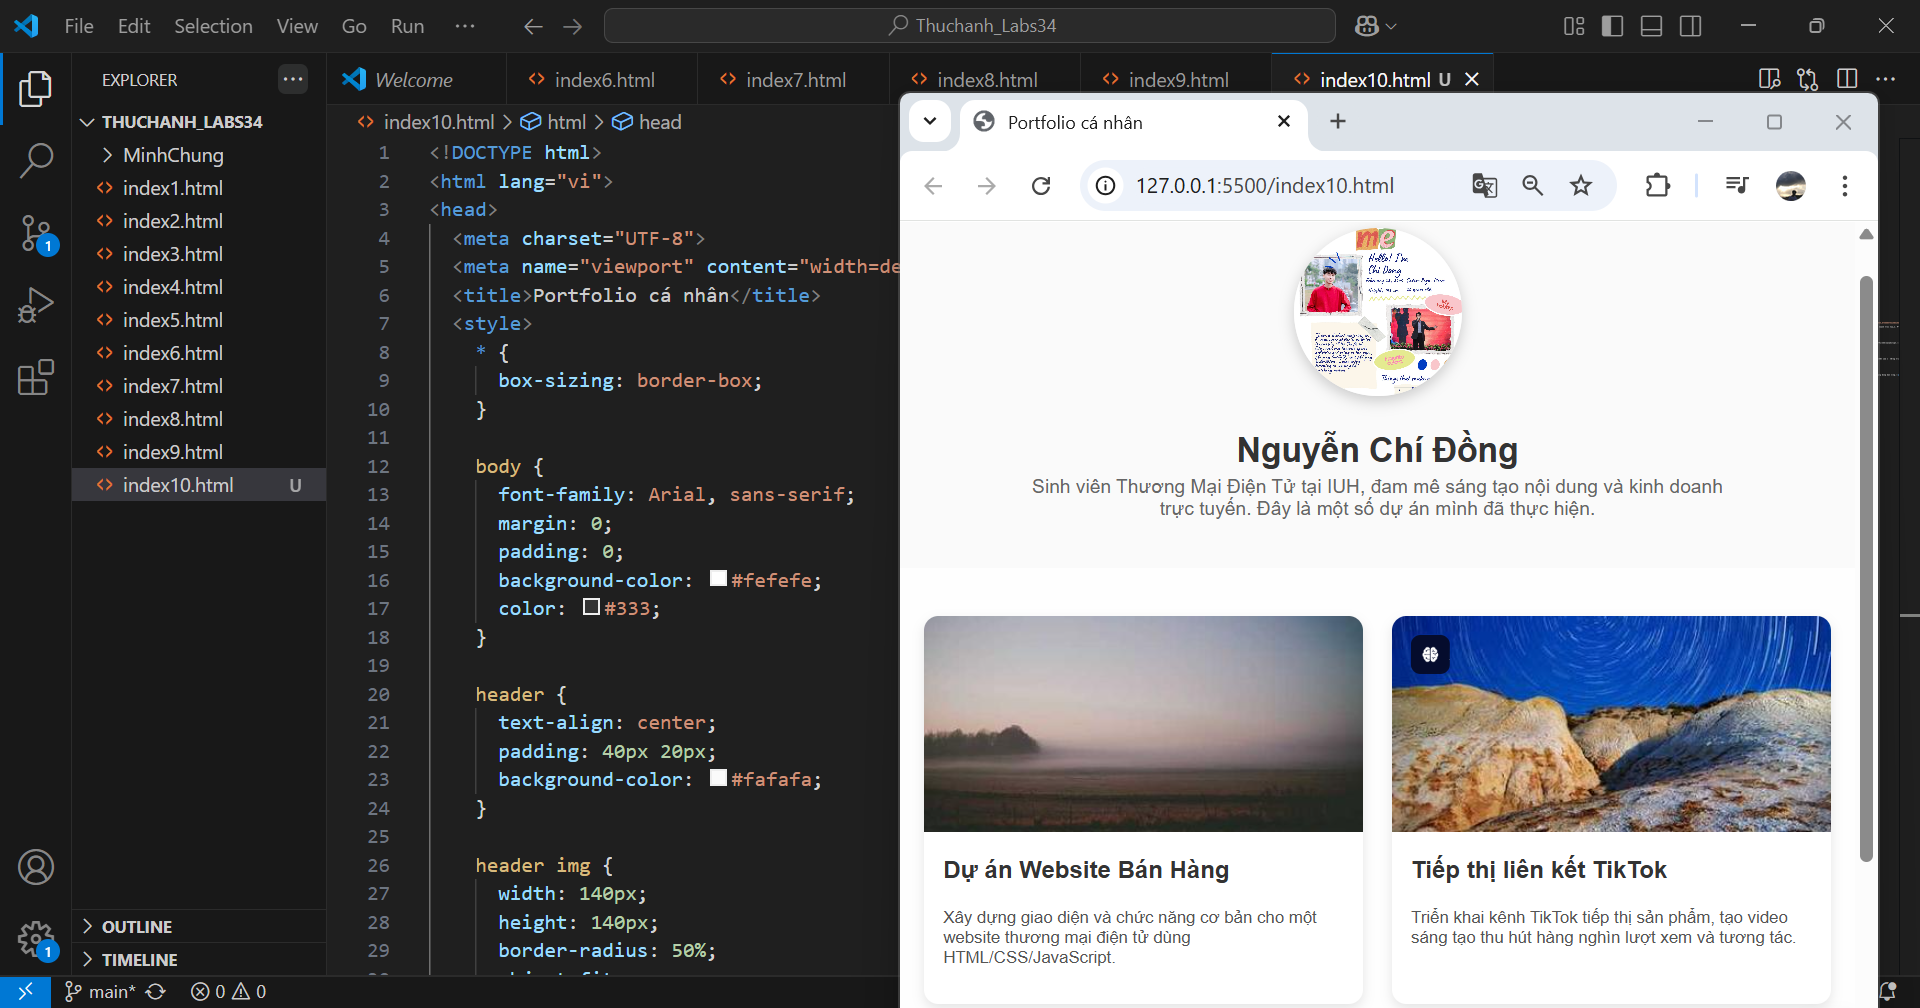 File Edit Selection View Go Run ··· Thuchanh_Labs34
EXPLORER ···
THUCHANH_LABS34
MinhChung
index1.html
index2.html
index3.html
index4.html
index5.html
index6.html
index7.html
index8.html
index9.html
index10.html U
OUTLINE
TIMELINE
1
1
Welcome index6.html index7.html index8.html index9.html index10.html U
index10.html > html > head
1 <!DOCTYPE html>
2 <html lang="vi">
3 <head>
4 <meta charset="UTF-8">
5 <meta name="viewport" content="width=de
6 <title>Portfolio cá nhân</title>
7 <style>
8 * {
9 box-sizing: border-box;
10 }
11
12 body {
13 font-family: Arial, sans-serif;
14 margin: 0;
15 padding: 0;
16 background-color: #fefefe;
17 color: #333;
18 }
19
20 header {
21 text-align: center;
22 padding: 40px 20px;
23 background-color: #fafafa;
24 }
25
26 header img {
27 width: 140px;
28 height: 140px;
29 border-radius: 50%;
main* 0 0
Portfolio cá nhân
127.0.0.1:5500/index10.html
me
Hello! I'm
Chi Dong
Nguyễn Chí Đồng
Sinh viên Thương Mại Điện Tử tại IUH, đam mê sáng tạo nội dung và kinh doanh
trực tuyến. Đây là một số dự án mình đã thực hiện.
Dự án Website Bán Hàng
Xây dựng giao diện và chức năng cơ bản cho một
website thương mại điện tử dùng
HTML/CSS/JavaScript.
Tiếp thị liên kết TikTok
Triển khai kênh TikTok tiếp thị sản phẩm, tạo video
sáng tạo thu hút hàng nghìn lượt xem và tương tác.